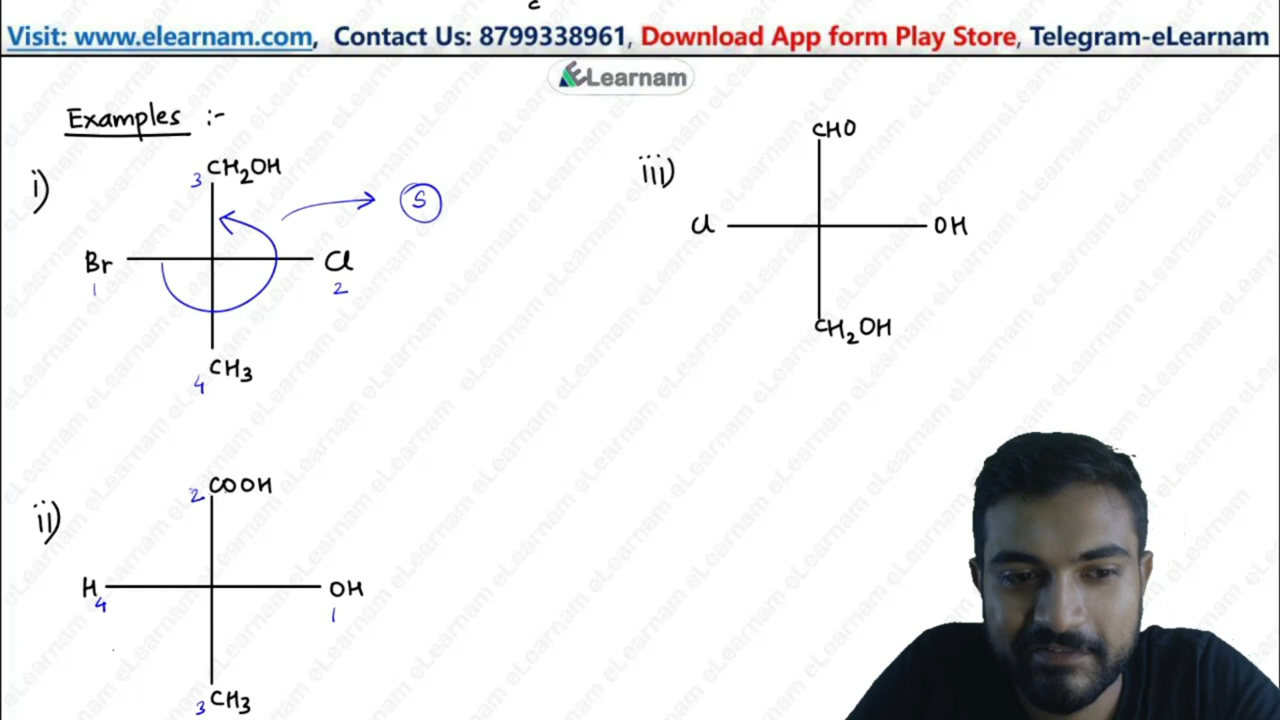 Visit: www.elearnam.com, Contact Us: 8799338961, Download App form Play Store, Telegram-eLearnam
ELearnam
Examples :-
i)
3 CH2OH
S
Br Cl
1 2
CH3
4
ii)
2 COOH
H OH
4 1
3 CH3
iii)
CHO
Cl OH
CH2OH